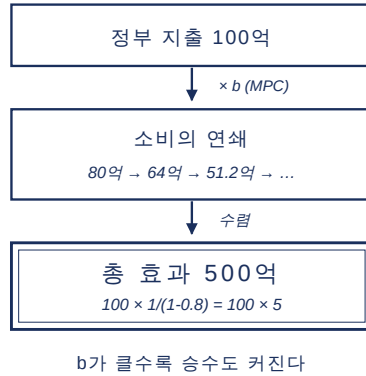 정부 지출 100억
× b (MPC)
소비의 연쇄
80억 → 64억 → 51.2억 → …
수렴
총 효과 500억
100 × 1/(1-0.8) = 100 × 5
b가 클수록 승수도 커진다